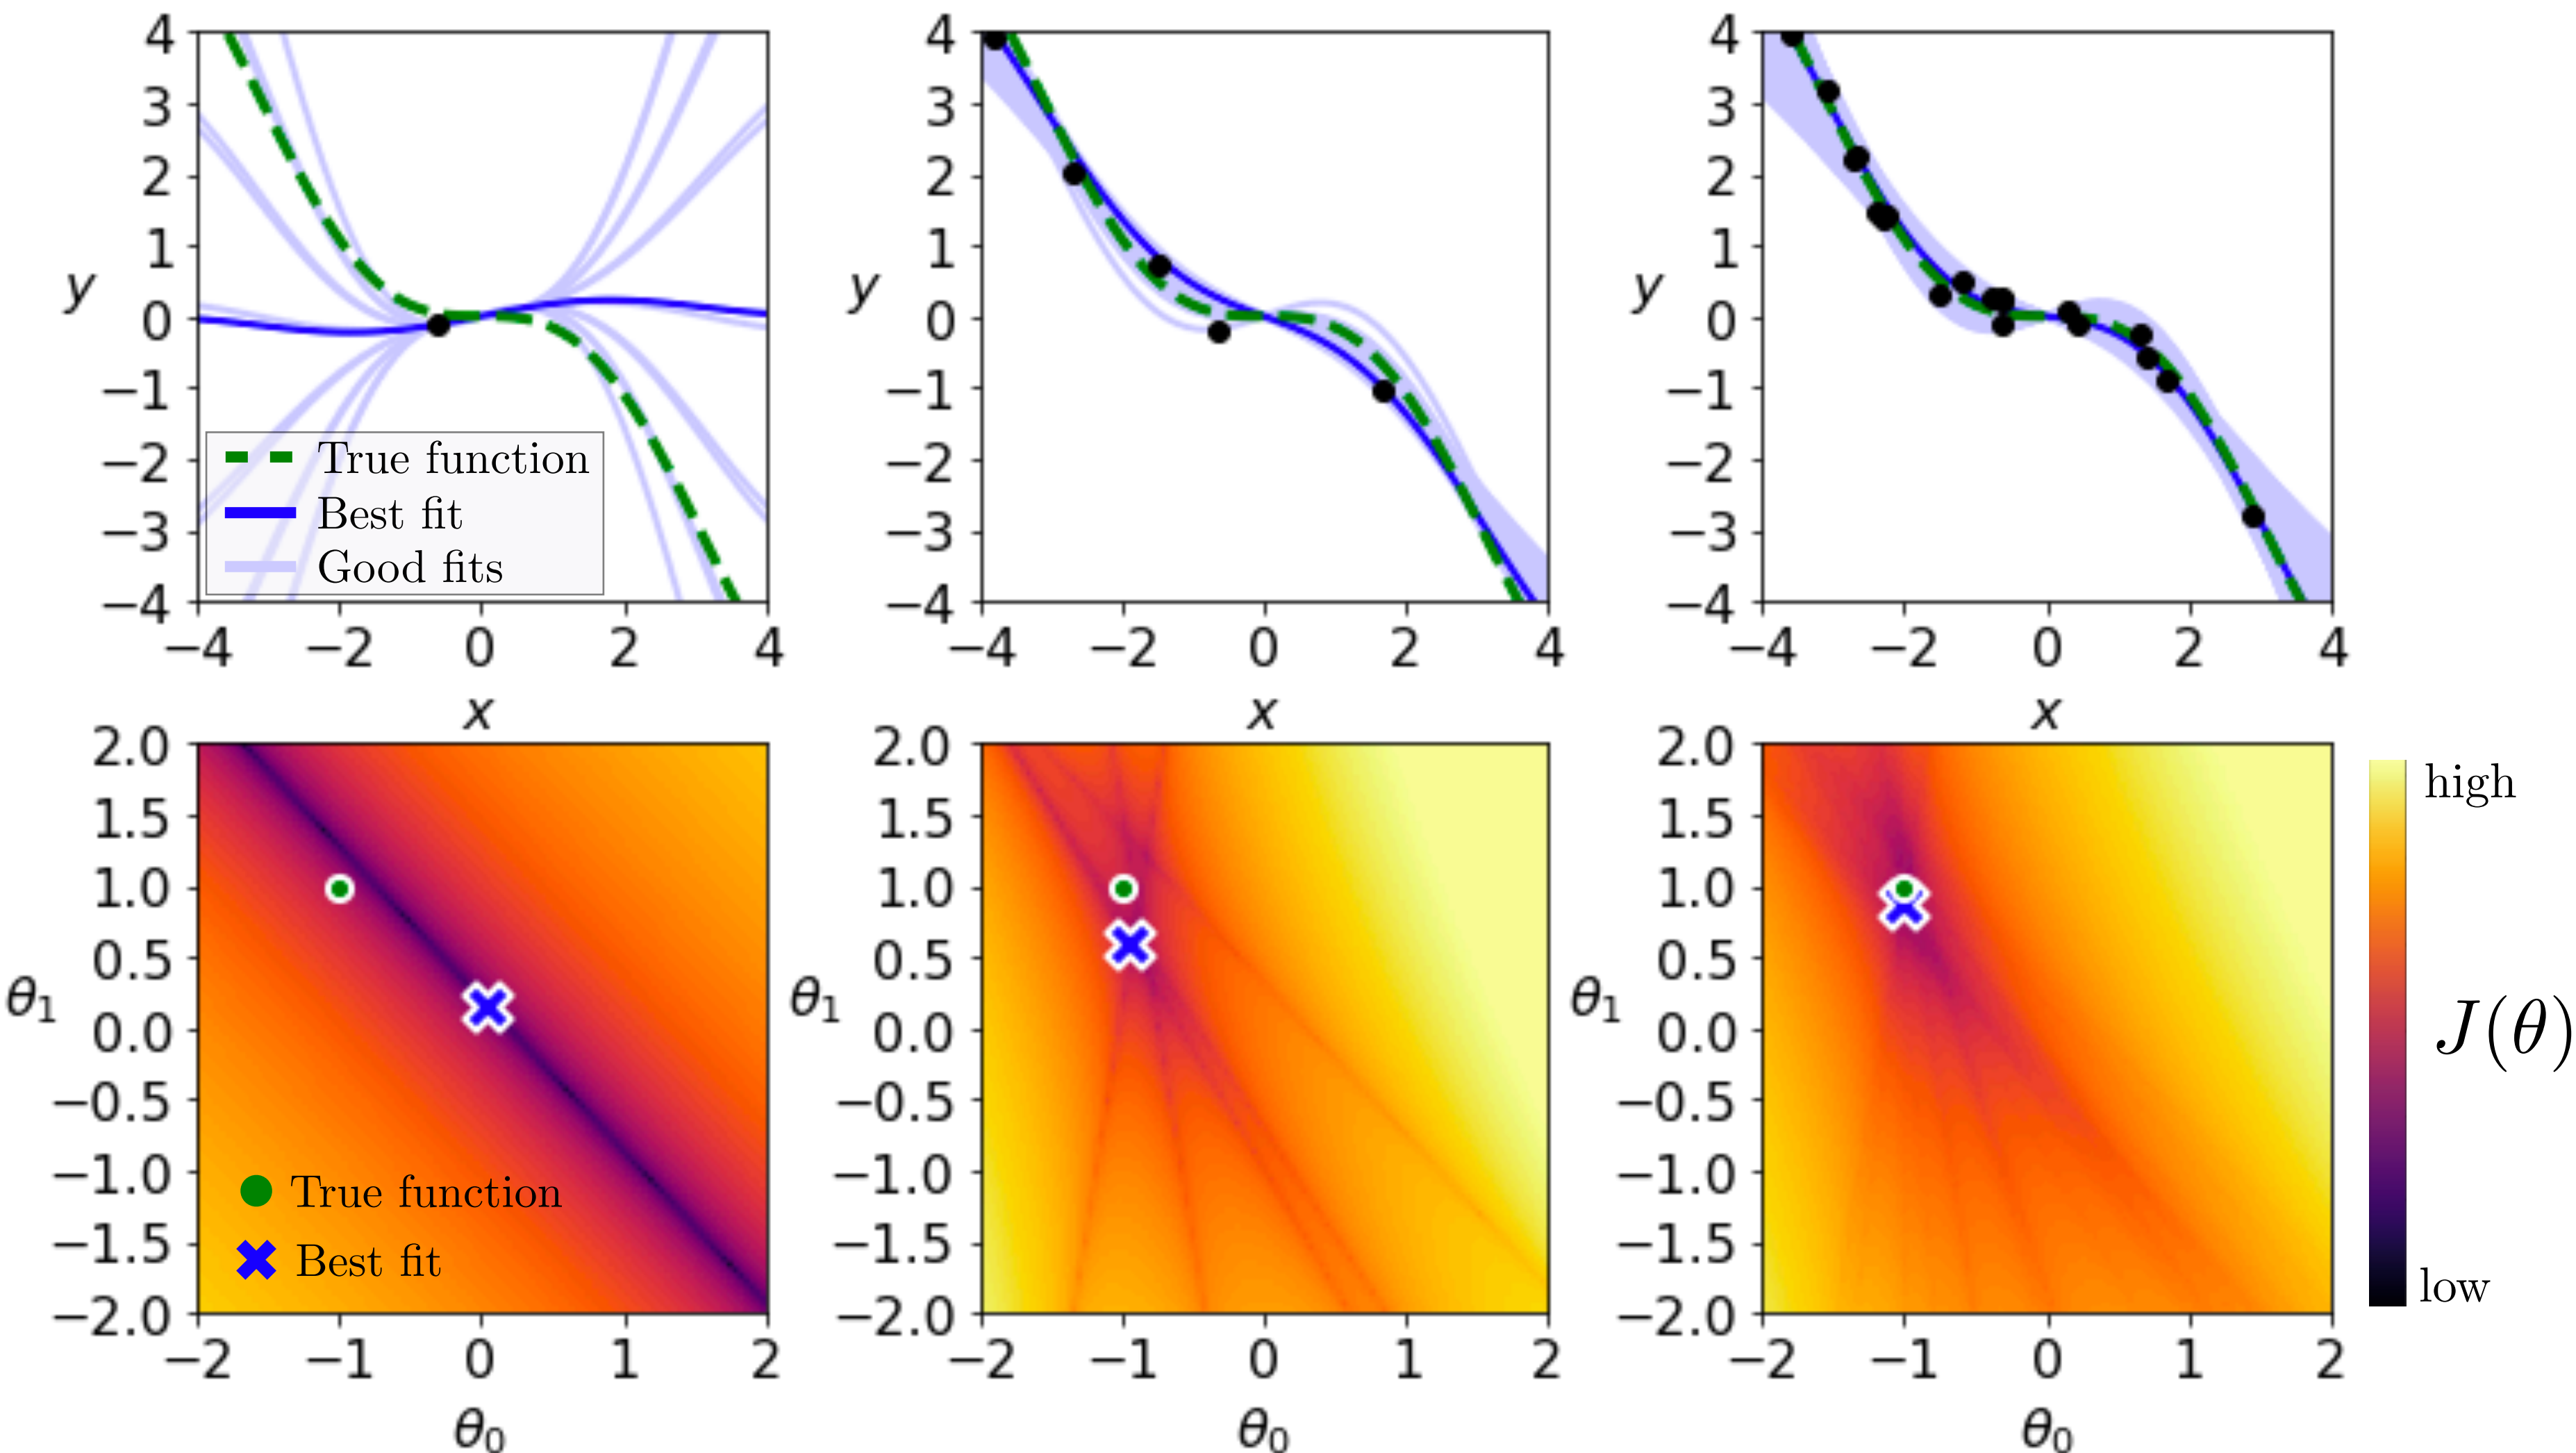 4
3
2
1
0
−1
−2
−3
−4
y
True function
Best fit
Good fits
−4 −2 0 2 4
x
4
3
2
1
0
−1
−2
−3
−4
y
−4 −2 0 2 4
x
4
3
2
1
0
−1
−2
−3
−4
y
−4 −2 0 2 4
x
2.0
1.5
1.0
0.5
0.0
−0.5
−1.0
−1.5
−2.0
θ₁
True function
Best fit
−2 −1 0 1 2
θ₀
2.0
1.5
1.0
0.5
0.0
−0.5
−1.0
−1.5
−2.0
θ₁
−2 −1 0 1 2
θ₀
2.0
1.5
1.0
0.5
0.0
−0.5
−1.0
−1.5
−2.0
θ₁
−2 −1 0 1 2
θ₀
high
J(θ)
low